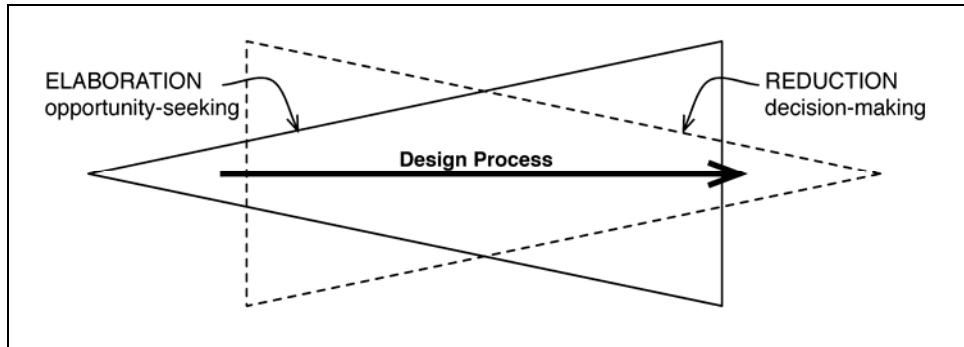 ELABORATION
opportunity-seeking
REDUCTION
decision-making
Design Process